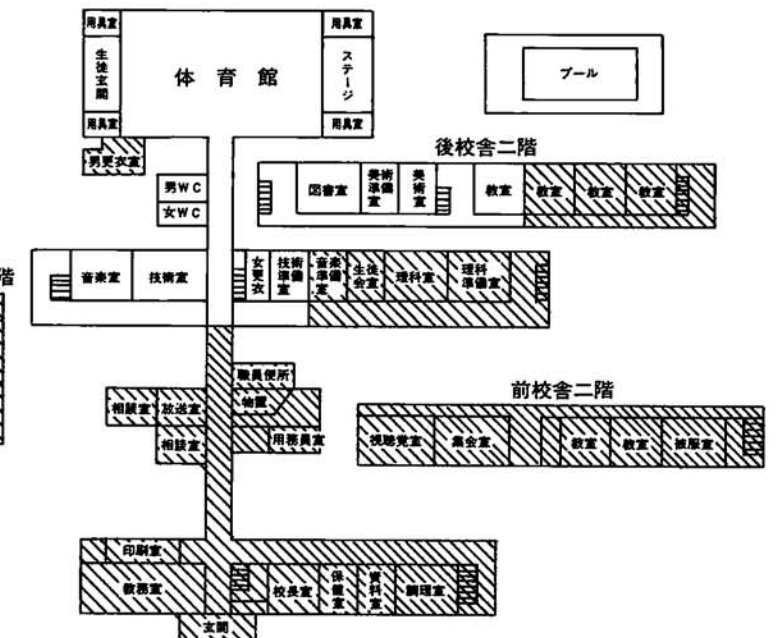 用具室
用具室
生徒玄関
体育館
ステージ
プール
用具室
用具室
男更衣室
後校舎二階
男WC
女WC
図書室
美術準備室
美術室
教室
教室
教室
教室
階
音楽室
技術室
女更衣
技術準備室
音楽準備室
生徒会室
理科室
理科準備室
職員便所
前校舎二階
相談室
放送室
物置
相談室
用務員室
視聴覚室
集会室
教室
教室
被服室
印刷室
教務室
校長室
保健室
資料室
調理室
玄関